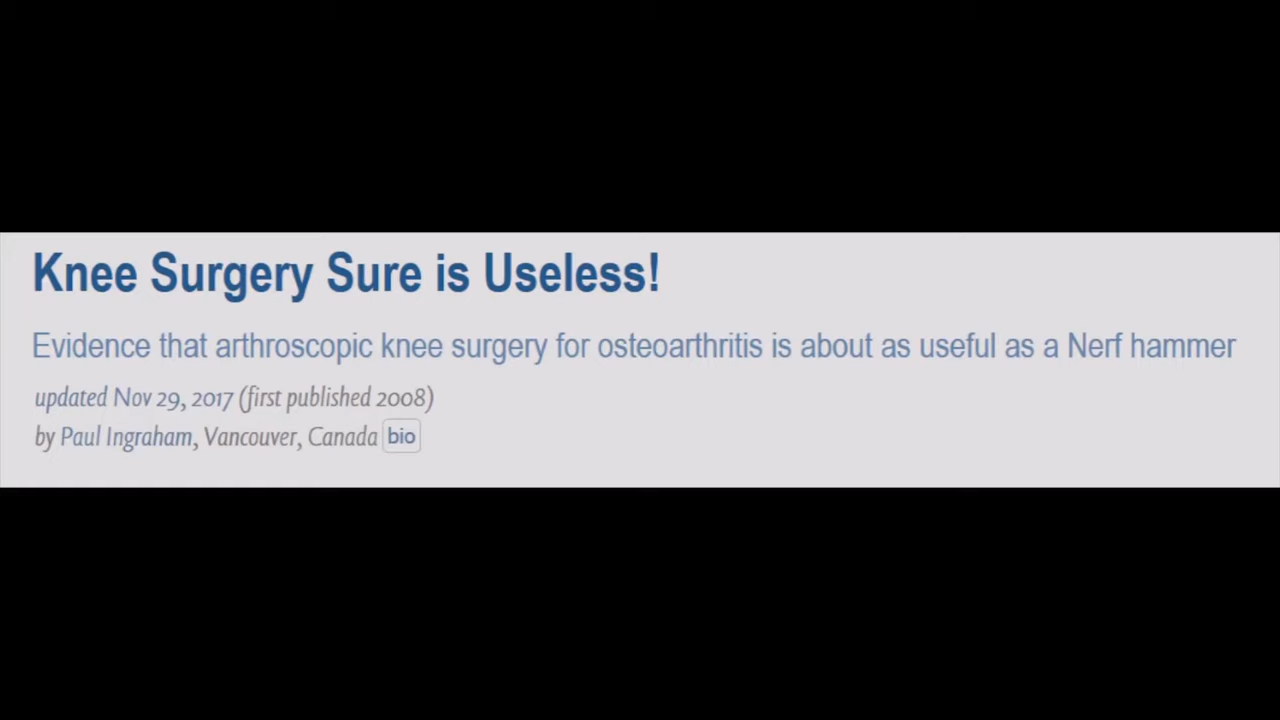 Knee Surgery Sure is Useless!
Evidence that arthroscopic knee surgery for osteoarthritis is about as useful as a Nerf hammer
updated Nov 29, 2017 (first published 2008)
by Paul Ingraham, Vancouver, Canada bio